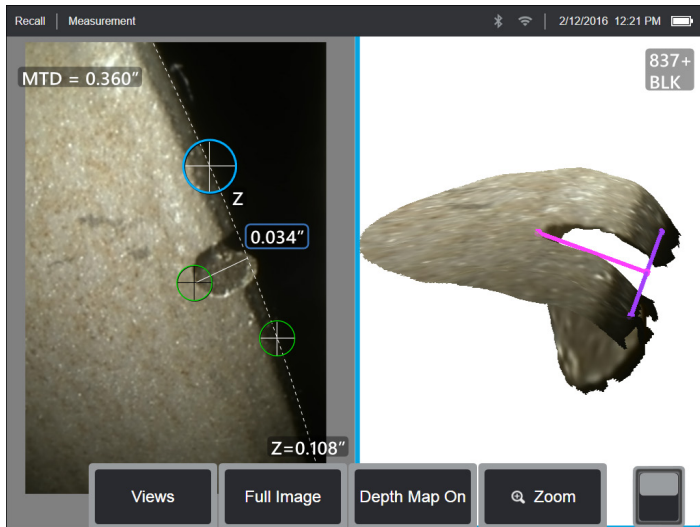 Recall | Measurement
2/12/2016 12:21 PM
MTD = 0.360"
837+
BLK
Z
0.034"
Z=0.108"
Views
Full Image
Depth Map On
Zoom